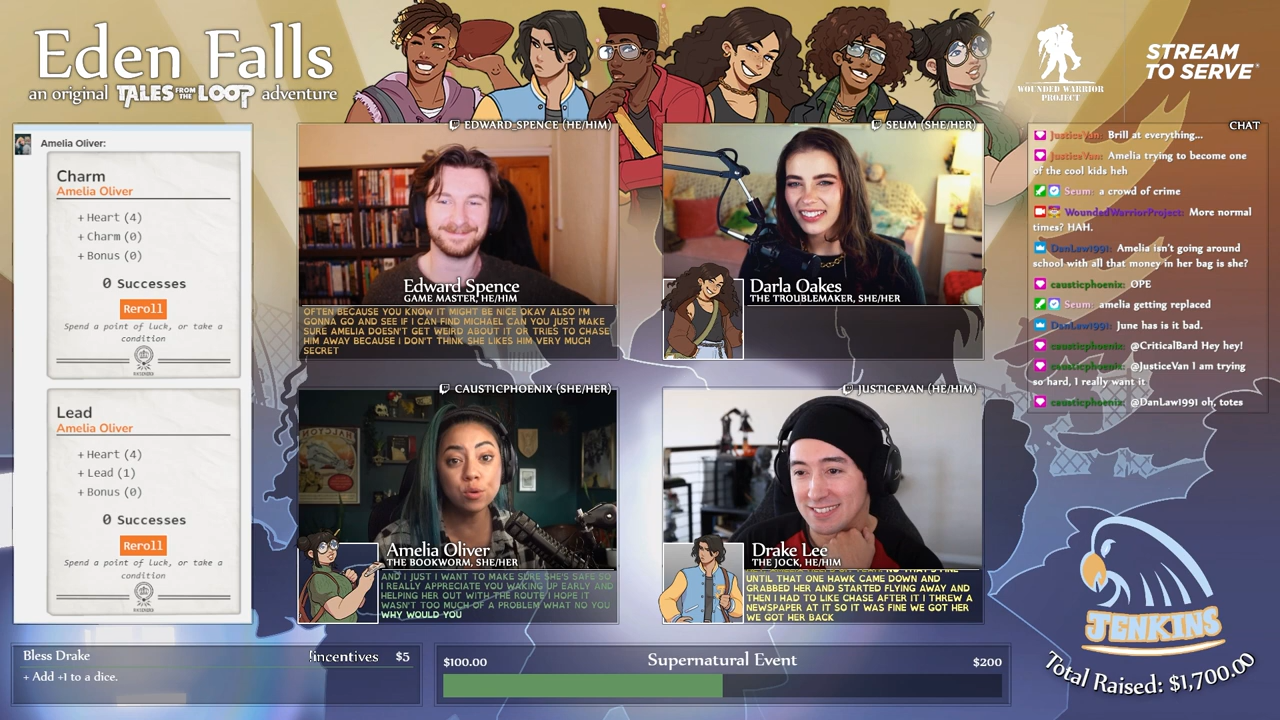 Eden Falls
an original TALES FROM THE LOOP adventure
WOUNDED WARRIOR
PROJECT
STREAM
TO SERVE
Amelia Oliver:
Charm
Amelia Oliver
+ Heart (4)
+ Charm (0)
+ Bonus (0)
0 Successes
Reroll
Spend a point of luck, or take a
condition
Lead
Amelia Oliver
+ Heart (4)
+ Lead (1)
+ Bonus (0)
0 Successes
Reroll
Spend a point of luck, or take a
condition
EDWARD_SPENCE (HE/HIM)
Edward Spence
GAME MASTER, HE/HIM
OFTEN BECAUSE YOU KNOW IT MIGHT BE NICE OKAY ALSO I'M
GONNA GO AND SEE IF I CAN FIND MICHAEL CAN YOU JUST MAKE
SURE AMELIA DOESN'T GET WEIRD ABOUT IT OR TRIES TO CHASE
HIM AWAY BECAUSE I DON'T THINK SHE LIKES HIM VERY MUCH
SECRET
SEUM (SHE/HER)
Darla Oakes
THE TROUBLEMAKER, SHE/HER
CAUSTICPHOENIX (SHE/HER)
Amelia Oliver
THE BOOKWORM, SHE/HER
AND I JUST I WANT TO MAKE SURE SHE'S SAFE SO
I REALLY APPRECIATE YOU WAKING UP EARLY AND
HELPING HER OUT WITH THE ROUTE I HOPE IT
WASN'T TOO MUCH OF A PROBLEM WHAT NO YOU
WHY WOULD YOU
JUSTICEVAN (HE/HIM)
Drake Lee
THE JOCK, HE/HIM
UNTIL THAT ONE HAWK CAME DOWN AND
GRABBED HER AND STARTED FLYING AWAY AND
THEN I HAD TO LIKE CHASE AFTER IT I THREW A
NEWSPAPER AT IT SO IT WAS FINE WE GOT HER
WE GOT HER BACK
CHAT
JusticeVan: Brill at everything...
JusticeVan: Amelia trying to become one
of the cool kids heh
Seum: a crowd of crime
WoundedWarriorProject: More normal
times? HAH.
DanLaw1991: Amelia isn't going around
school with all that money in her bag is she?
causticphoenix: OPE
Seum: amelia getting replaced
DanLaw1991: June has is it bad.
causticphoenix: @CriticalBard Hey hey!
causticphoenix: @JusticeVan I am trying
so hard, I really want it
causticphoenix: @DanLaw1991 oh, totes
JENKINS
Total Raised: $1,700.00
Bless Drake
!incentives $5
+ Add +1 to a dice.
$100.00 Supernatural Event $200